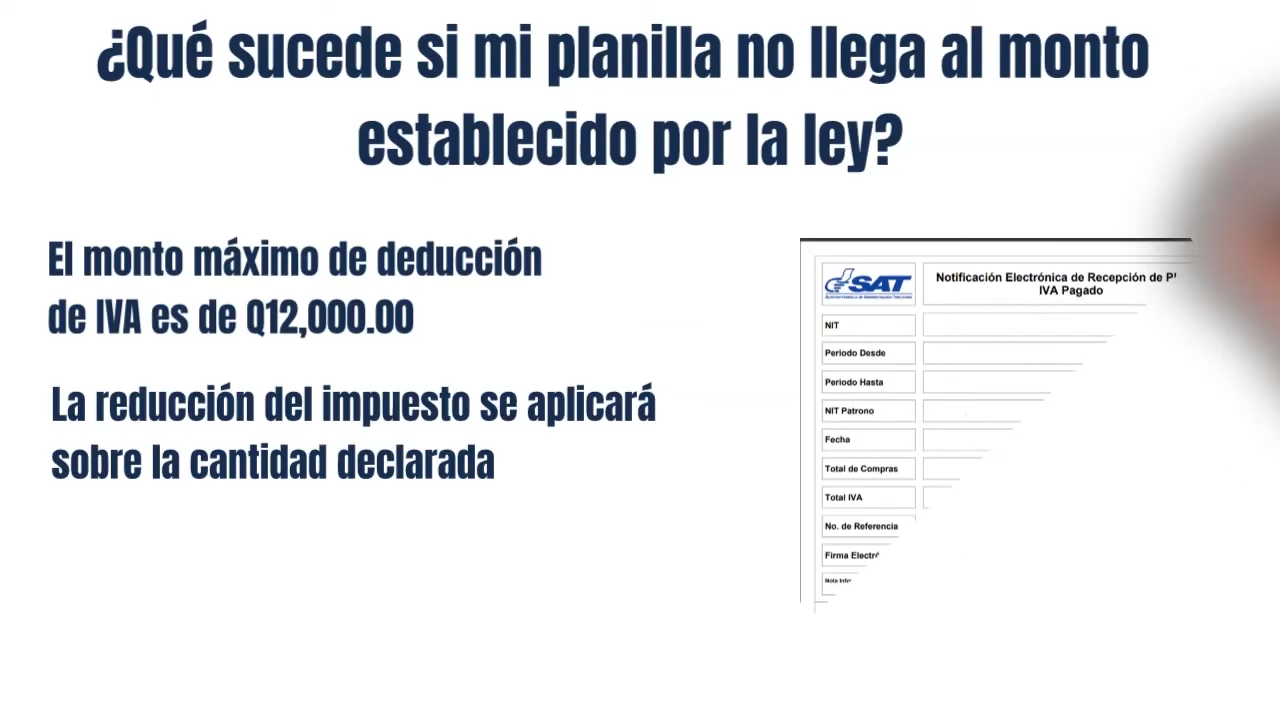 ¿Qué sucede si mi planilla no llega al monto
establecido por la ley?
El monto máximo de deducción
de IVA es de Q12,000.00
La reducción del impuesto se aplicará
sobre la cantidad declarada
SAT
Notificación Electrónica de Recepción de
IVA Pagado
NIT
Periodo Desde
Periodo Hasta
NIT Patrono
Fecha
Total de Compras
Total IVA
No. de Referencia
Firma
Nota